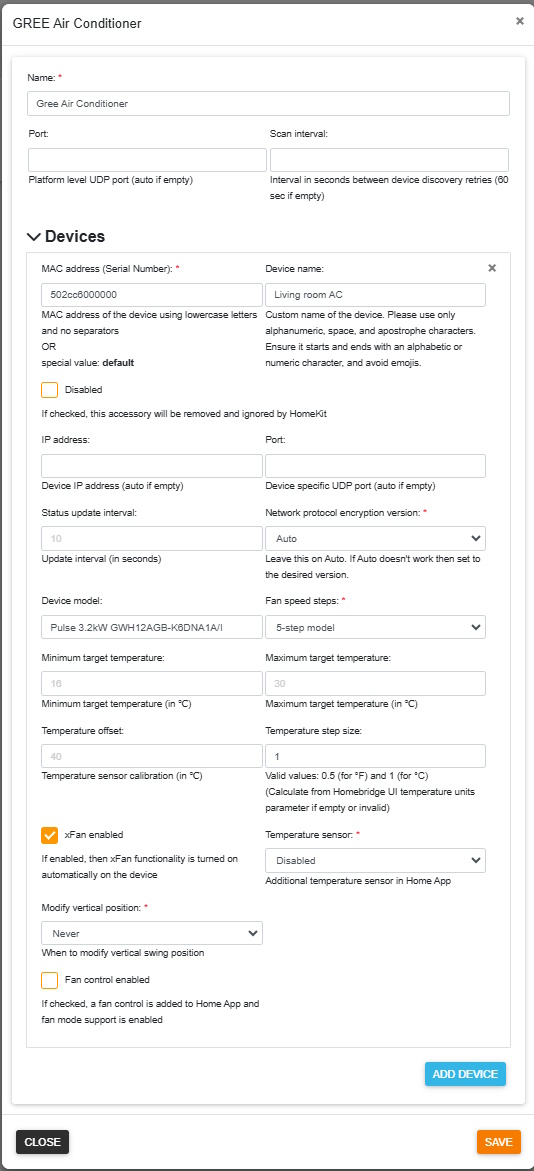 GREE Air Conditioner
×
Name: *
Gree Air Conditioner
Port:
Scan interval:
Platform level UDP port (auto if empty)
Interval in seconds between device discovery retries (60
sec if empty)
Devices
MAC address (Serial Number): *
Device name:
×
502cc6000000
Living room AC
MAC address of the device using lowercase letters
and no separators
OR
special value: default
Custom name of the device. Please use only
alphanumeric, space, and apostrophe characters.
Ensure it starts and ends with an alphabetic or
numeric character, and avoid emojis.
Disabled
If checked, this accessory will be removed and ignored by HomeKit
IP address:
Port:
Device IP address (auto if empty)
Device specific UDP port (auto if empty)
Status update interval:
Network protocol encryption version: *
10
Auto
Update interval (in seconds)
Leave this on Auto. If Auto doesn't work then set to
the desired version.
Device model:
Fan speed steps: *
Pulse 3.2kW GWH12AGB-K6DNA1A/I
5-step model
Minimum target temperature:
Maximum target temperature:
16
30
Minimum target temperature (in °C)
Maximum target temperature (in °C)
Temperature offset:
Temperature step size:
40
1
Temperature sensor calibration (in °C)
Valid values: 0.5 (for °F) and 1 (for °C)
(Calculate from Homebridge UI temperature units
parameter if empty or invalid)
xFan enabled
Temperature sensor: *
If enabled, then xFan functionality is turned on
automatically on the device
Disabled
Additional temperature sensor in Home App
Modify vertical position: *
Never
When to modify vertical swing position
Fan control enabled
If checked, a fan control is added to Home App and
fan mode support is enabled
ADD DEVICE
CLOSE
SAVE